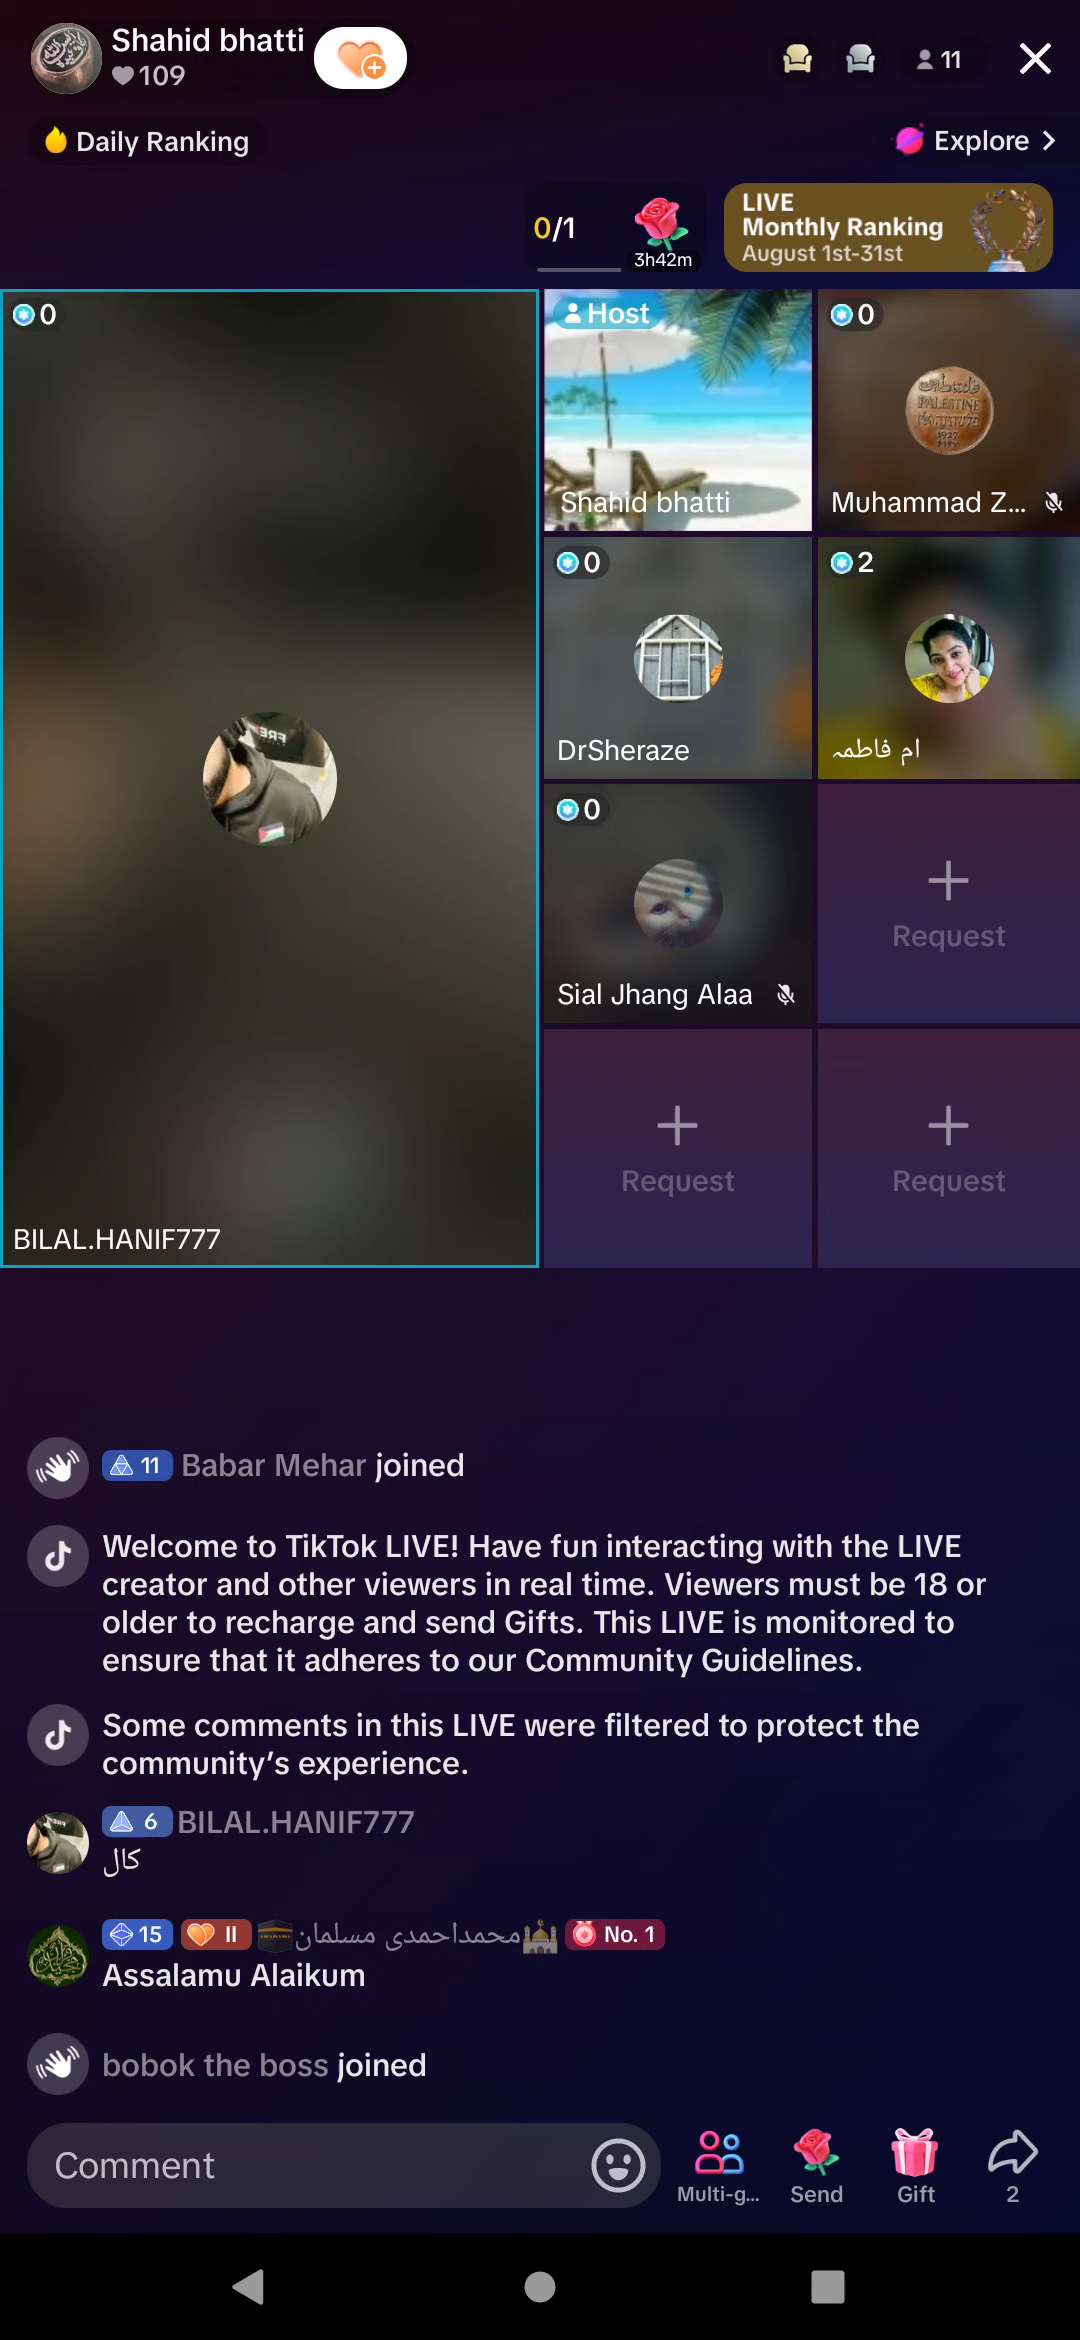 Shahid bhatti
109
11
Daily Ranking
Explore
0/1
3h42m
LIVE
Monthly Ranking
August 1st-31st
0
BILAL.HANIF777
Host
Shahid bhatti
0
PALESTINE
Muhammad Z...
0
DrSheraze
2
ام فاطمہ
0
Sial Jhang Alaa
Request
Request
Request
11 Babar Mehar joined
Welcome to TikTok LIVE! Have fun interacting with the LIVE
creator and other viewers in real time. Viewers must be 18 or
older to recharge and send Gifts. This LIVE is monitored to
ensure that it adheres to our Community Guidelines.
Some comments in this LIVE were filtered to protect the
community's experience.
6 BILAL.HANIF777
کال
15 II 🕋محمداحمدی مسلمان🕌 No. 1
Assalamu Alaikum
bobok the boss joined
Comment
Multi-g...
Send
Gift
2